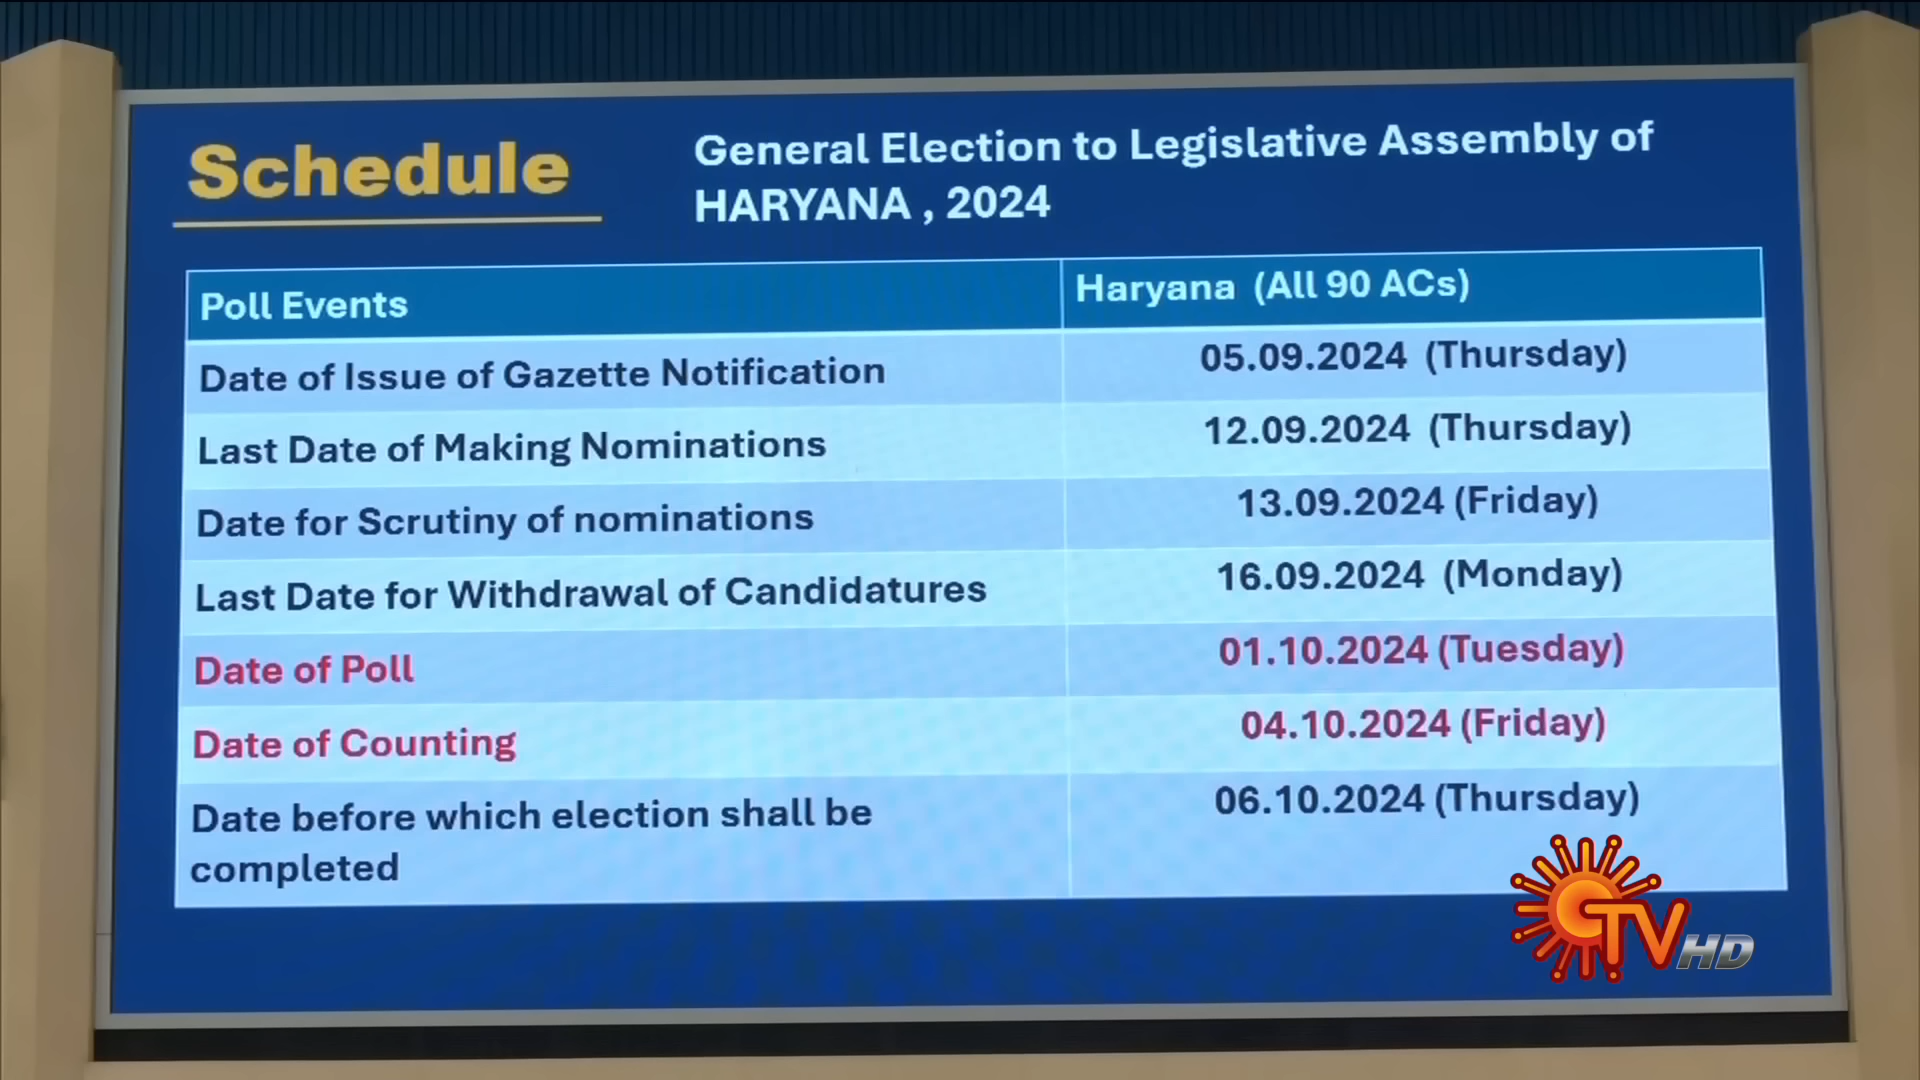 Schedule
General Election to Legislative Assembly of
HARYANA , 2024
Poll Events Haryana (All 90 ACs)
Date of Issue of Gazette Notification 05.09.2024 (Thursday)
Last Date of Making Nominations 12.09.2024 (Thursday)
Date for Scrutiny of nominations 13.09.2024 (Friday)
Last Date for Withdrawal of Candidatures 16.09.2024 (Monday)
Date of Poll 01.10.2024 (Tuesday)
Date of Counting 04.10.2024 (Friday)
Date before which election shall be 06.10.2024 (Thursday)
completed
TV HD